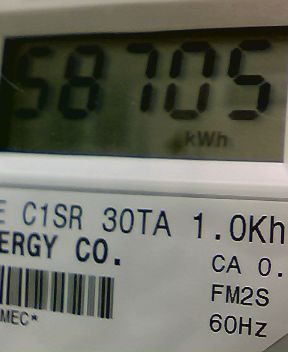 58705
kWh
E C1SR 30TA 1.0Kh
ERGY CO.
CA 0.
FM2S
MEC*
60Hz